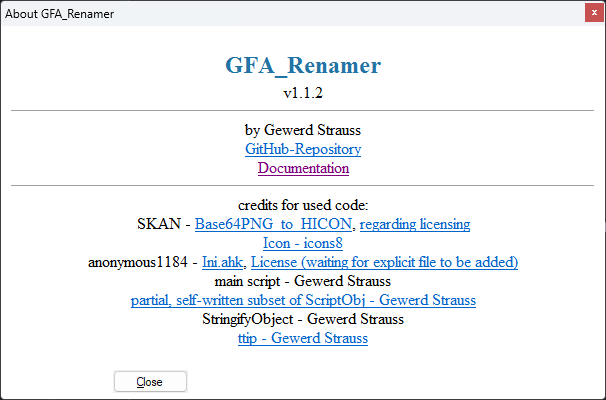 About GFA_Renamer
x
GFA_Renamer
v1.1.2
by Gewerd Strauss
GitHub-Repository
Documentation
credits for used code:
SKAN - Base64PNG_to_HICON, regarding licensing
Icon - icons8
anonymous1184 - Ini.ahk, License (waiting for explicit file to be added)
main script - Gewerd Strauss
partial, self-written subset of ScriptObj - Gewerd Strauss
StringifyObject - Gewerd Strauss
ttip - Gewerd Strauss
Close